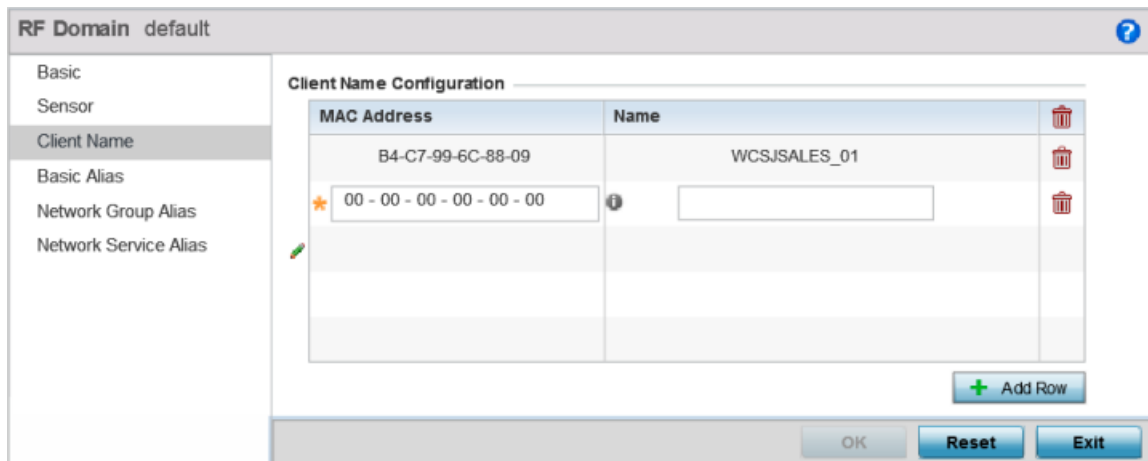 RF Domain default
?
Basic
Sensor
Client Name
Basic Alias
Network Group Alias
Network Service Alias
Client Name Configuration
MAC Address Name
B4-C7-99-6C-88-09 WCSJSALES_01
* 00 - 00 - 00 - 00 - 00 - 00 i
+ Add Row
OK Reset Exit